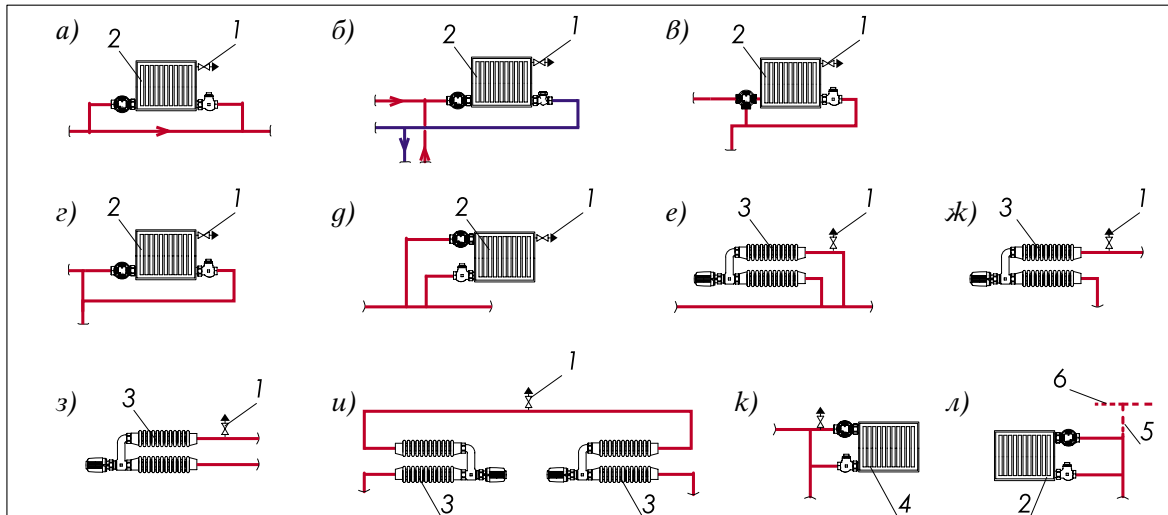 а) 2 1
б) 2 1
в) 2 1
г) 2 1
д) 2 1
е) 3 1
ж) 3 1
з) 3 1
и) 1 3 3
k) 4
л) 6 5 2